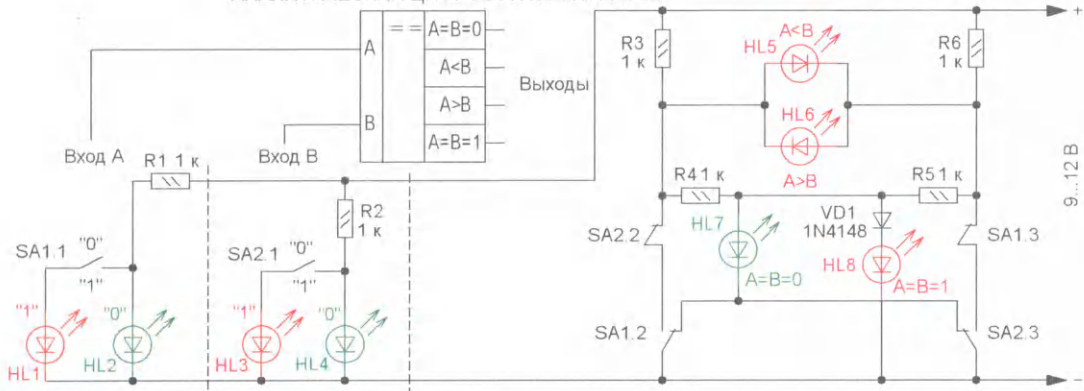 A
B
==
A=B=0
A<B
A>B
A=B=1
Выходы
Вход A
Вход B
R1 1 к
R2
1 к
SA1.1
"0"
"1"
SA2.1
"0"
"1"
"1"
"0"
"1"
"0"
HL1
HL2
HL3
HL4
R3
1 к
HL5
A<B
R6
1 к
HL6
A>B
R4 1 к
R5 1 к
HL7
VD1
1N4148
SA2.2
SA1.3
HL8
A=B=0
A=B=1
SA1.2
SA2.3
+
9...12 В
−